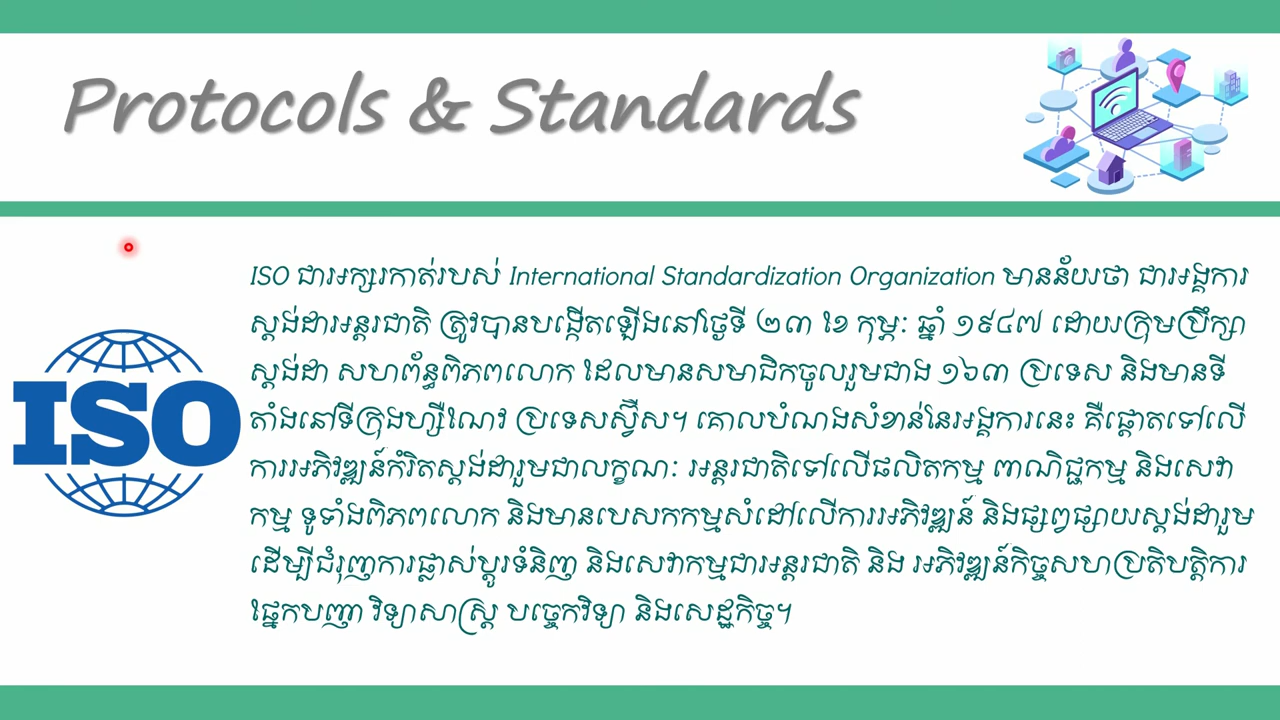 Protocols & Standards
ISO
ISO ជាអក្សរកាត់របស់ International Standardization Organization មានន័យថា ជាអង្គការ
ស្តង់ដារអន្តរជាតិ ត្រូវបានបង្កើតឡើងនៅថ្ងៃទី ២៣ ខែ កុម្ភៈ ឆ្នាំ ១៩៤៧ ដោយក្រុមប្រឹក្សា
ស្តង់ដា សហព័ន្ធពិភពលោក ដែលមានសមាជិកចូលរួមជាង ១៦៣ ប្រទេស និងមានទី
តាំងនៅទីក្រុងហ្សឺណែវ ប្រទេសស្វ៊ីស។ គោលបំណងសំខាន់នៃអង្គការនេះ គឺផ្តោតទៅលើ
ការអភិវឌ្ឍន៍កំរិតស្តង់ដារួមជាលក្ខណៈ អន្តរជាតិទៅលើផលិតកម្ម ពាណិជ្ជកម្ម និងសេវា
កម្ម ទូទាំងពិភពលោក និងមានបេសកកម្មសំដៅលើការអភិវឌ្ឍន៍ និងផ្សព្វផ្សាយស្តង់ដារួម
ដើម្បីជំរុញការផ្លាស់ប្តូរទំនិញ និងសេវាកម្មជាអន្តរជាតិ និង អភិវឌ្ឍន៍កិច្ចសហប្រតិបត្តិការ
ផ្នែកបញ្ញា វិទ្យាសាស្ត្រ បច្ចេកវិទ្យា និងសេដ្ឋកិច្ច។